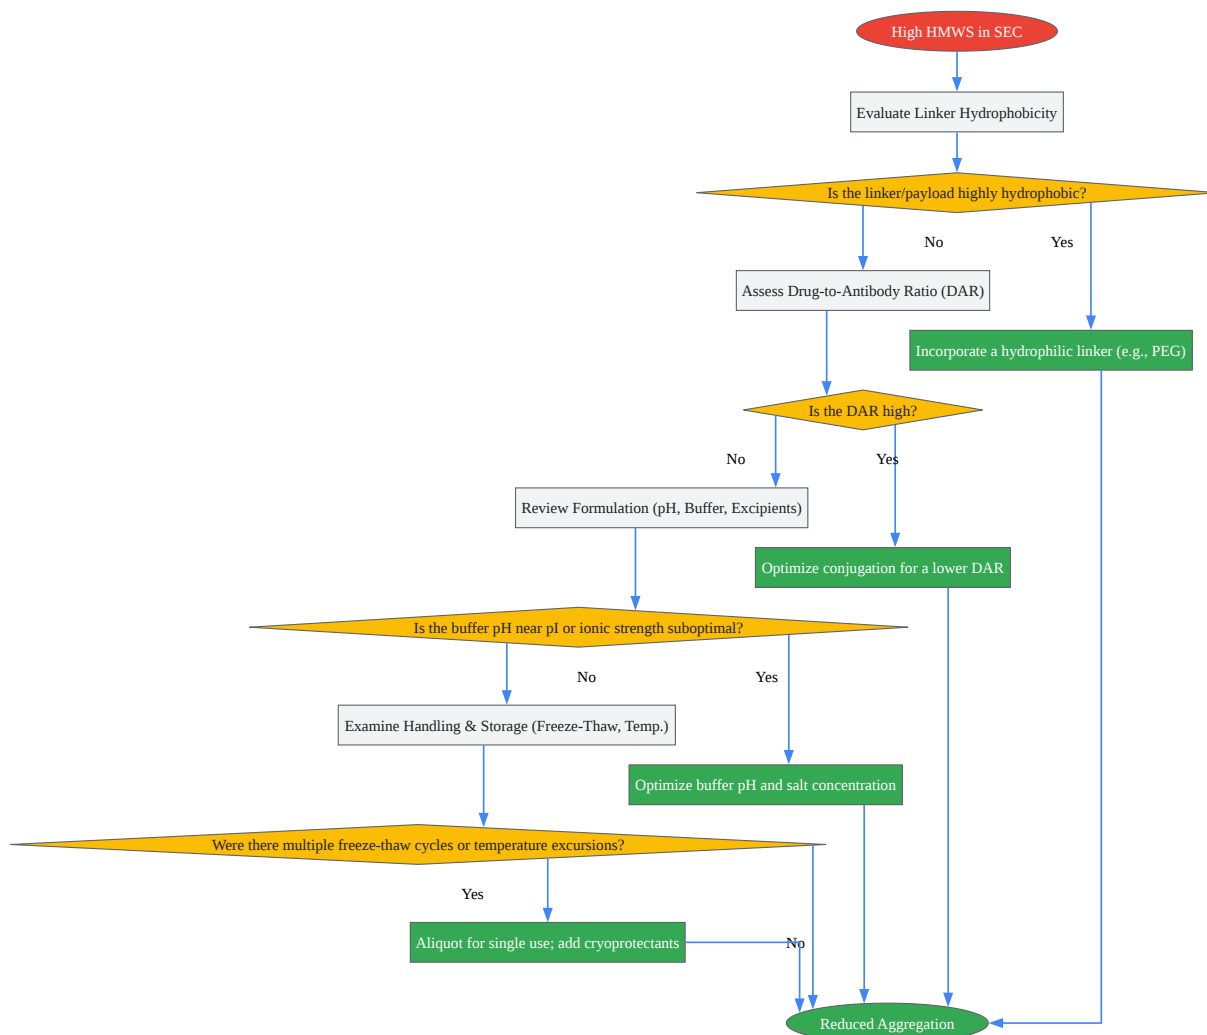 High HMWS in SEC
Evaluate Linker Hydrophobicity
Is the linker/payload highly hydrophobic?
No
Yes
Assess Drug-to-Antibody Ratio (DAR)
Incorporate a hydrophilic linker (e.g., PEG)
Is the DAR high?
No
Yes
Review Formulation (pH, Buffer, Excipients)
Optimize conjugation for a lower DAR
Is the buffer pH near pI or ionic strength suboptimal?
No
Yes
Examine Handling & Storage (Freeze-Thaw, Temp.)
Optimize buffer pH and salt concentration
Were there multiple freeze-thaw cycles or temperature excursions?
Yes
Aliquot for single use; add cryoprotectants
No
Reduced Aggregation